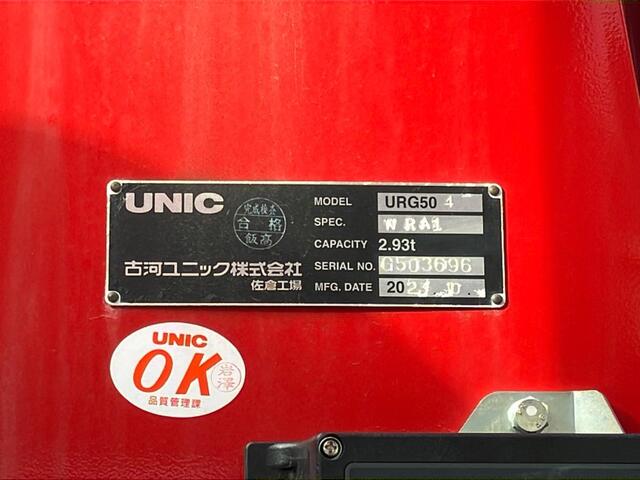 UNIC
完成検査
合格
飯高
古河ユニック株式会社
佐倉工場
MODEL URG50 4
SPEC. WRA1
CAPACITY 2.93t
SERIAL NO. G503696
MFG. DATE 20
UNIC
OK
岩澤
品質管理課